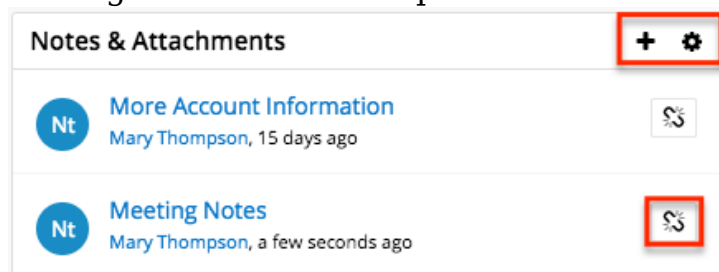 Notes & Attachments
Nt
More Account Information
Mary Thompson, 15 days ago
Nt
Meeting Notes
Mary Thompson, a few seconds ago